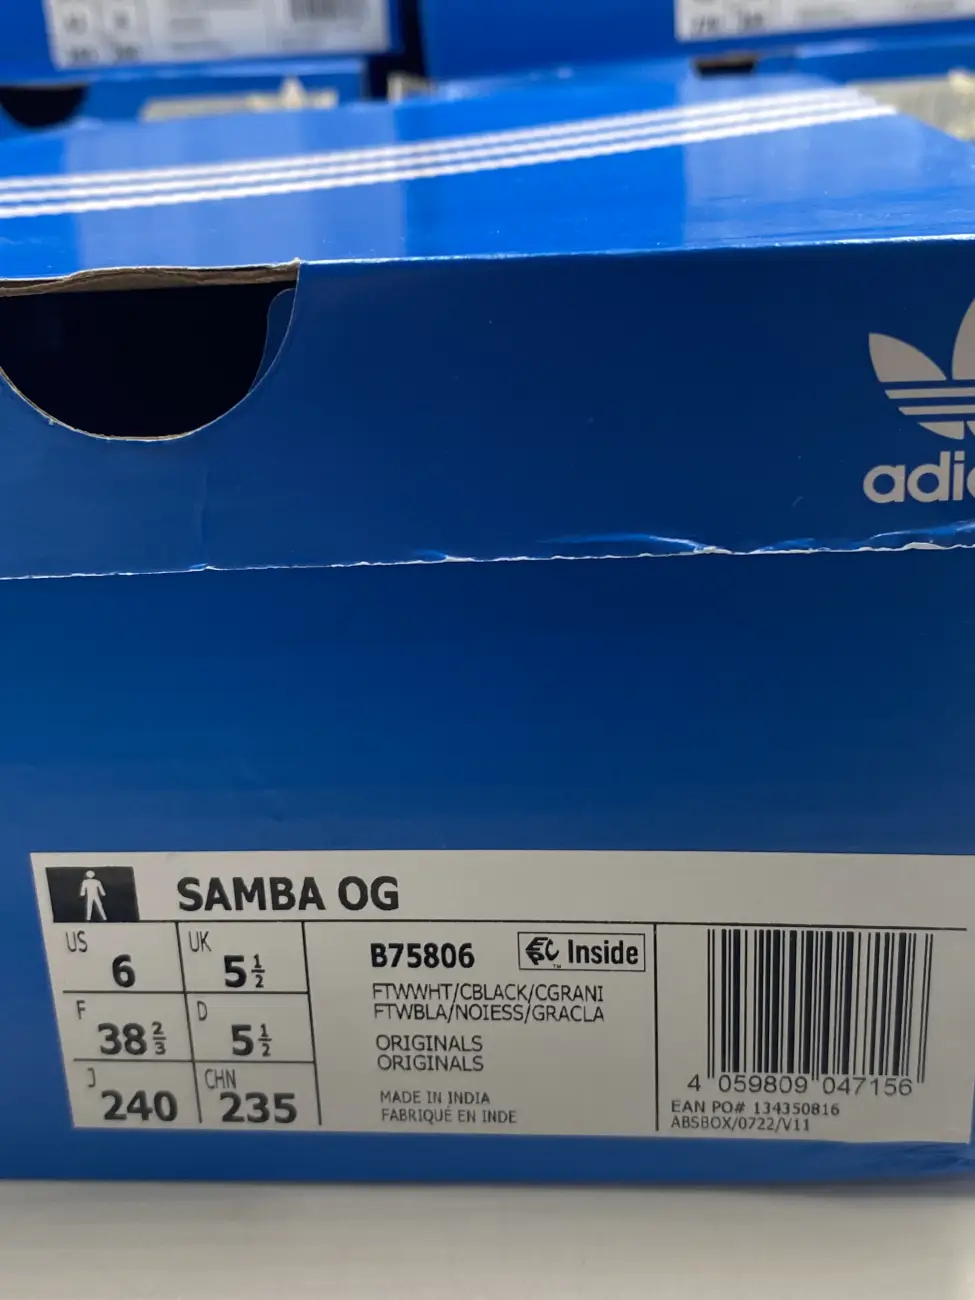 adi
SAMBA OG
US 6 UK 5½
F 38⅔ D 5½
J 240 CHN 235
B75806 Inside
FTWWHT/CBLACK/CGRANI
FTWBLA/NOIESS/GRACLA
ORIGINALS
ORIGINALS
MADE IN INDIA
FABRIQUÉ EN INDE
4 059809 047156
EAN PO# 134350816
ABSBOX/0722/V11